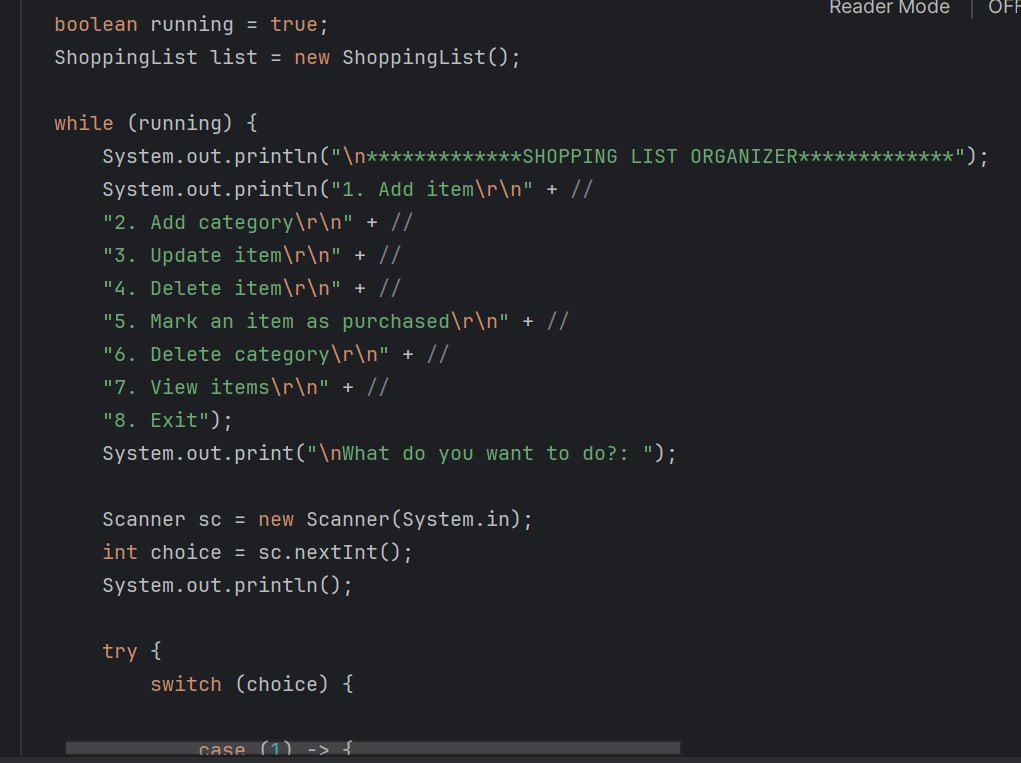 Reader Mode | OFF
boolean running = true;
ShoppingList list = new ShoppingList();
while (running) {
System.out.println("\n*************SHOPPING LIST ORGANIZER*************");
System.out.println("1. Add item\r\n" + //
"2. Add category\r\n" + //
"3. Update item\r\n" + //
"4. Delete item\r\n" + //
"5. Mark an item as purchased\r\n" + //
"6. Delete category\r\n" + //
"7. View items\r\n" + //
"8. Exit");
System.out.print("\nWhat do you want to do?: ");
Scanner sc = new Scanner(System.in);
int choice = sc.nextInt();
System.out.println();
try {
switch (choice) {
case (1) -> {